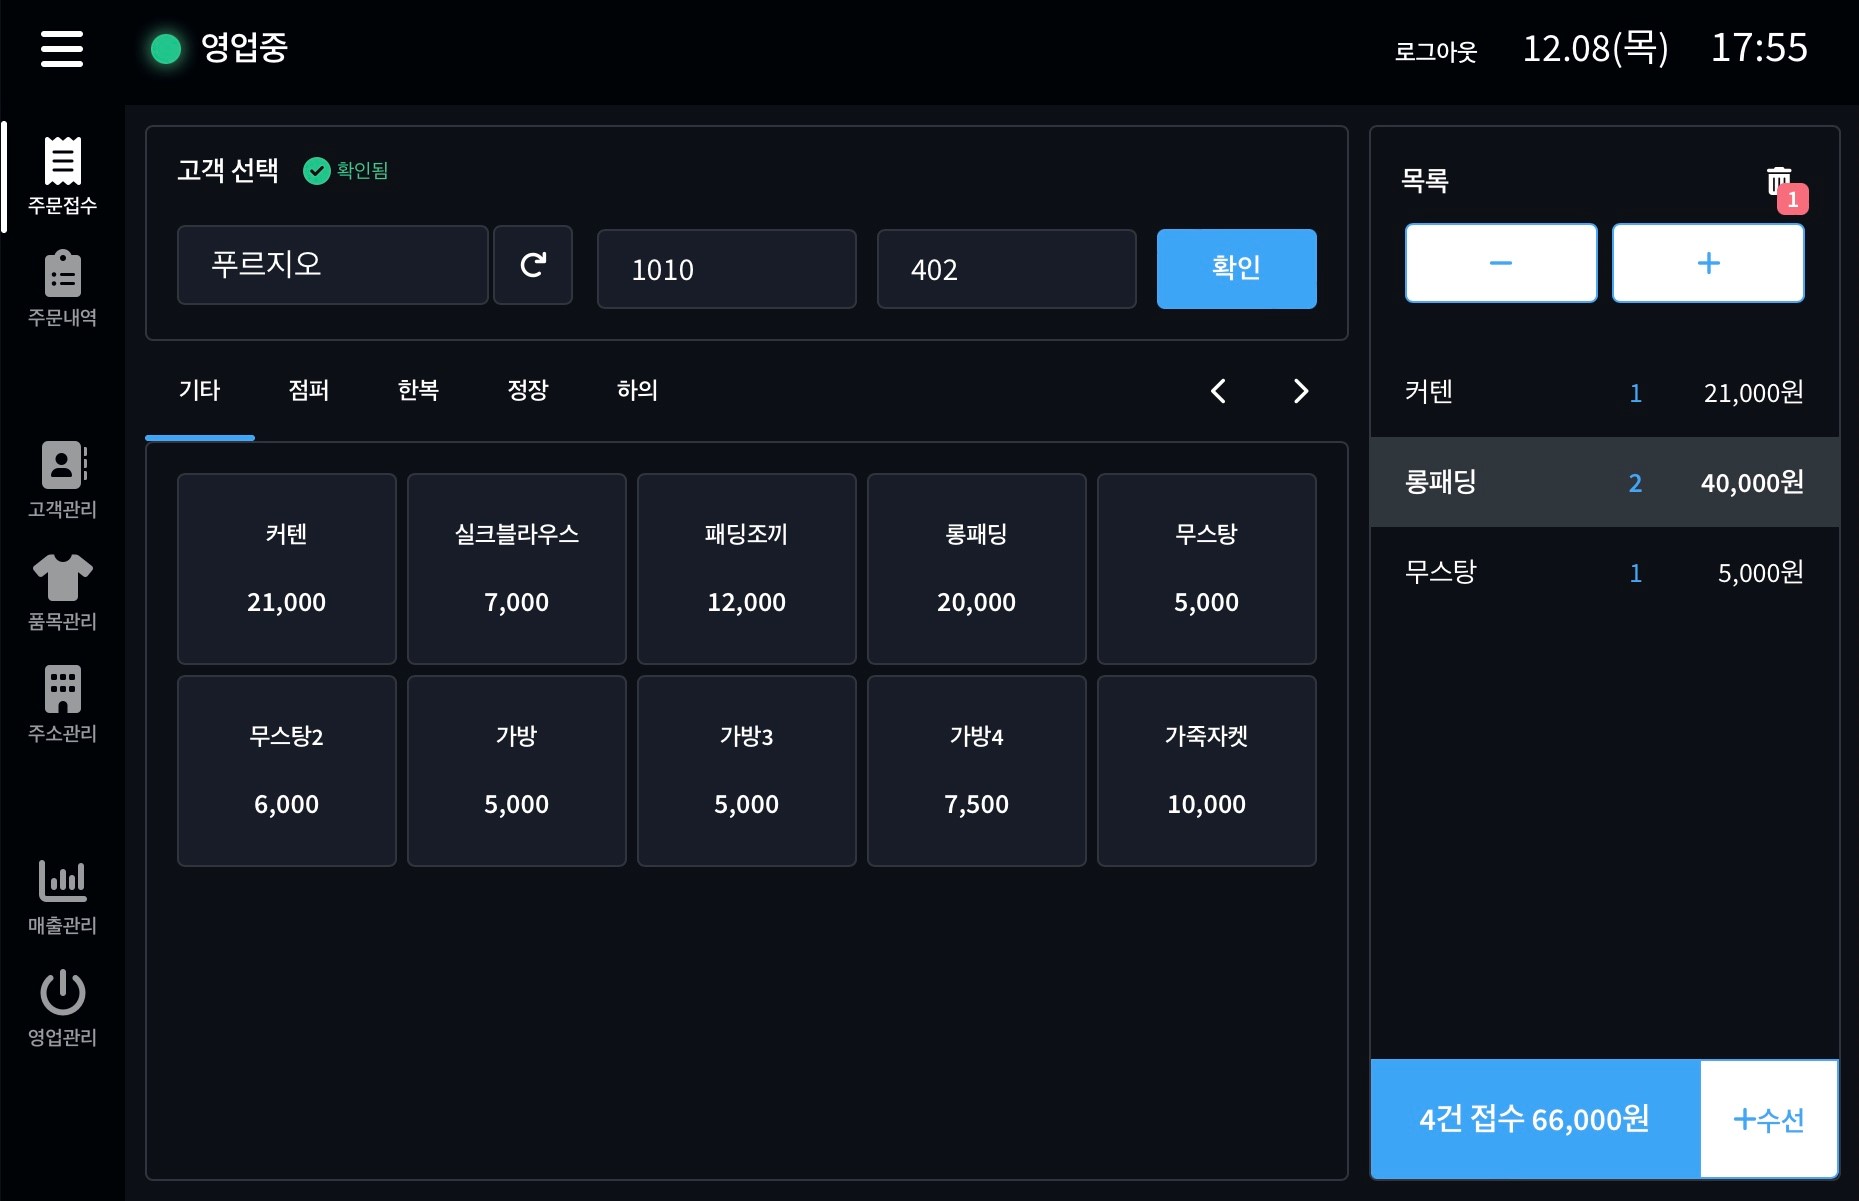 영업중
로그아웃 12.08(목) 17:55
주문접수
주문내역
고객관리
품목관리
주소관리
매출관리
영업관리
고객 선택 확인됨
푸르지오 1010 402 확인
기타 점퍼 한복 정장 하의
커텐
21,000
실크블라우스
7,000
패딩조끼
12,000
롱패딩
20,000
무스탕
5,000
무스탕2
6,000
가방
5,000
가방3
5,000
가방4
7,500
가죽자켓
10,000
목록
1
− +
커텐 1 21,000원
롱패딩 2 40,000원
무스탕 1 5,000원
4건 접수 66,000원
+수선